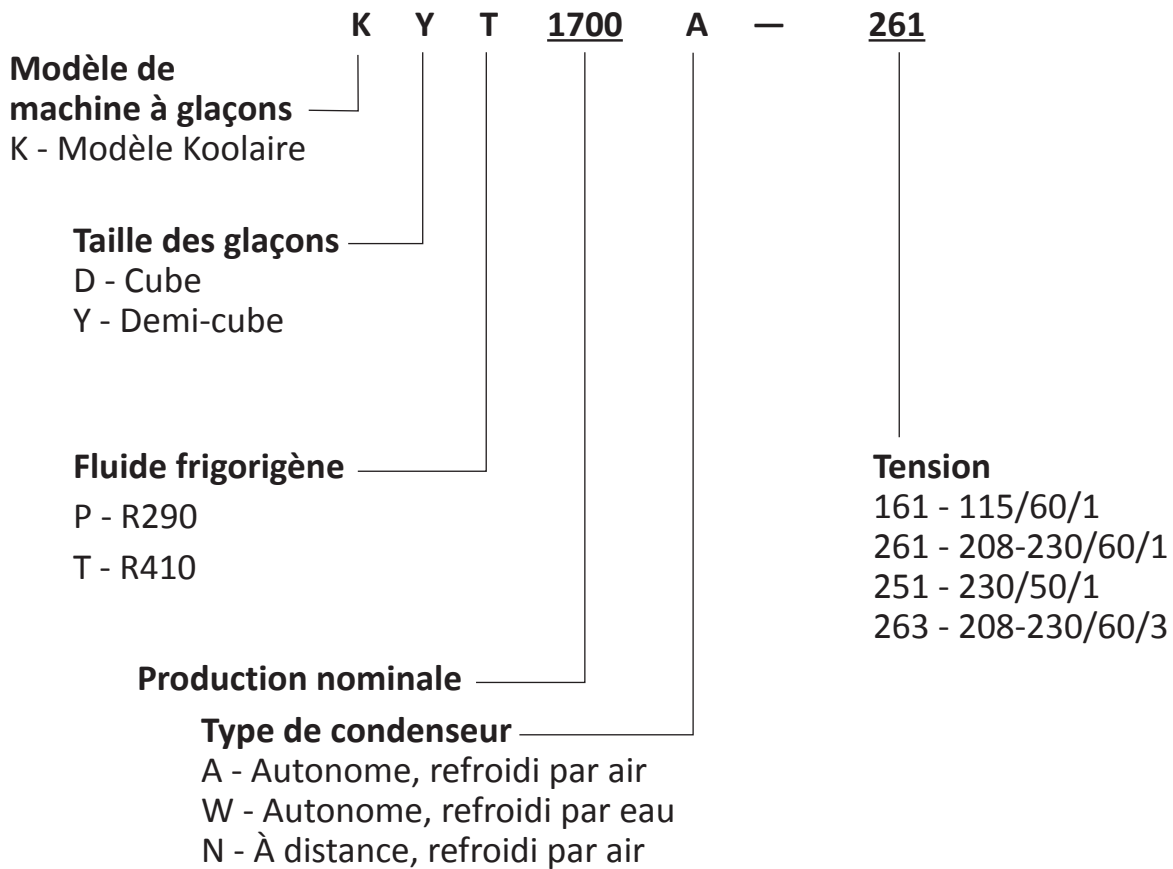 K Y T 1700 A — 261
Modèle de
machine à glaçons
K - Modèle Koolaire
Taille des glaçons
D - Cube
Y - Demi-cube
Fluide frigorigène
P - R290
T - R410
Tension
161 - 115/60/1
261 - 208-230/60/1
251 - 230/50/1
263 - 208-230/60/3
Production nominale
Type de condenseur
A - Autonome, refroidi par air
W - Autonome, refroidi par eau
N - À distance, refroidi par air